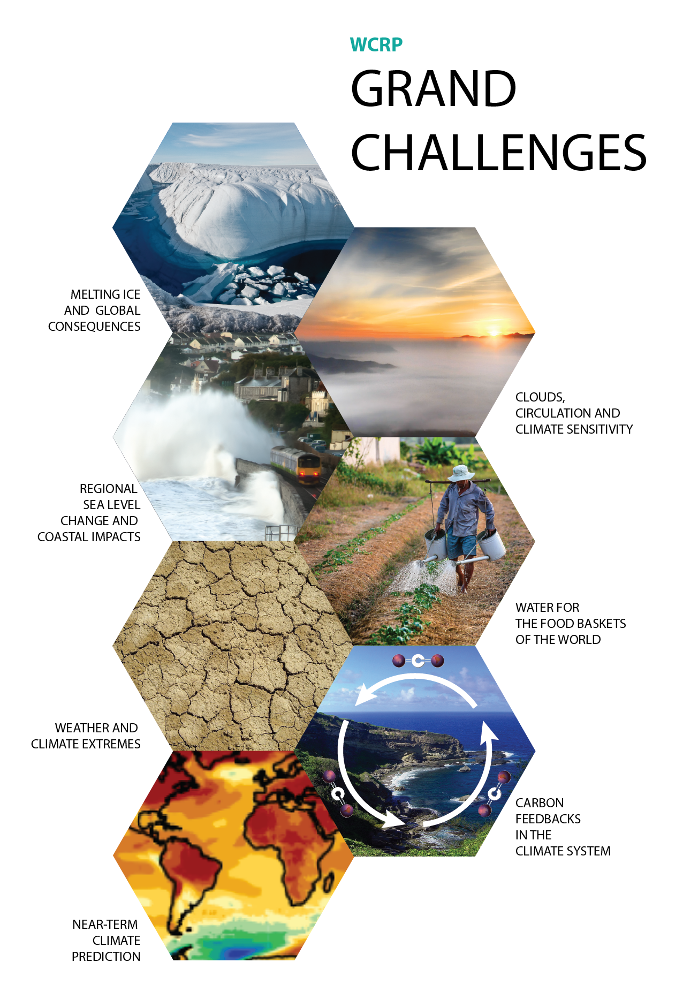 WCRP
GRAND
CHALLENGES
MELTING ICE
AND GLOBAL
CONSEQUENCES
CLOUDS,
CIRCULATION AND
CLIMATE SENSITIVITY
REGIONAL
SEA LEVEL
CHANGE AND
COASTAL IMPACTS
WATER FOR
THE FOOD BASKETS
OF THE WORLD
WEATHER AND
CLIMATE EXTREMES
C
C
C
CARBON
FEEDBACKS
IN THE
CLIMATE SYSTEM
NEAR-TERM
CLIMATE
PREDICTION